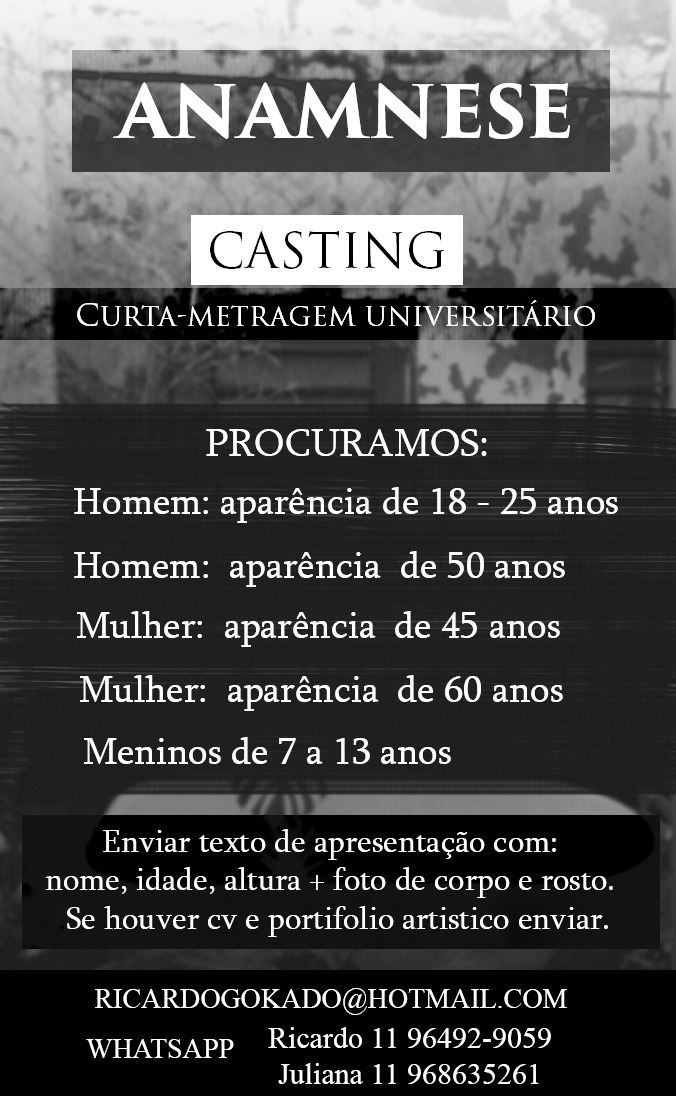 ANAMNESE
CASTING
CURTA-METRAGEM UNIVERSITÁRIO
PROCURAMOS:
Homem: aparência de 18 - 25 anos
Homem: aparência de 50 anos
Mulher: aparência de 45 anos
Mulher: aparência de 60 anos
Meninos de 7 a 13 anos
Enviar texto de apresentação com:
nome, idade, altura + foto de corpo e rosto.
Se houver cv e portifolio artistico enviar.
RICARDOGOKADO@HOTMAIL.COM
WHATSAPP Ricardo 11 96492-9059
Juliana 11 968635261